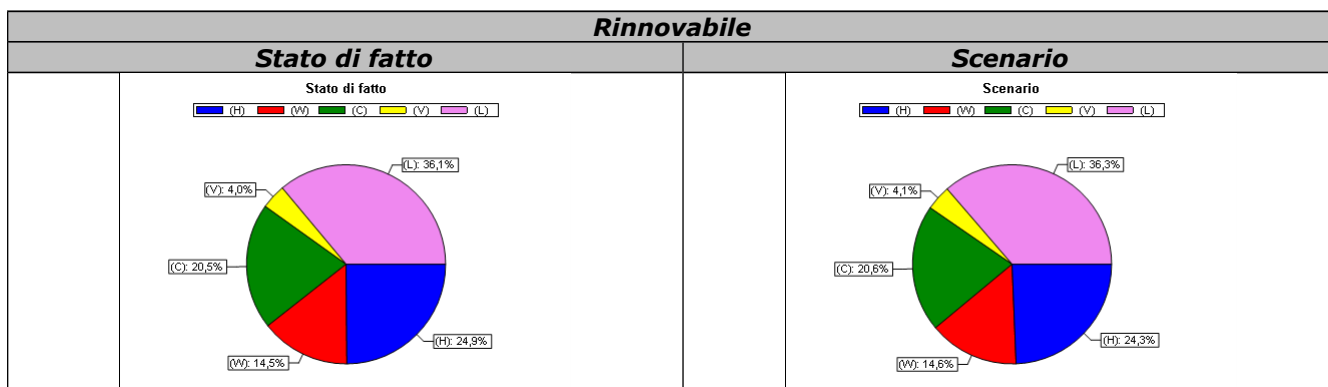 Rinnovabile
Stato di fatto
Scenario
Stato di fatto
(H) (W) (C) (V) (L)
(L): 36,1%
(V): 4,0%
(C): 20,5%
(H): 24,9%
(W): 14,5%
Scenario
(H) (W) (C) (V) (L)
(L): 36,3%
(V): 4,1%
(C): 20,6%
(H): 24,3%
(W): 14,6%